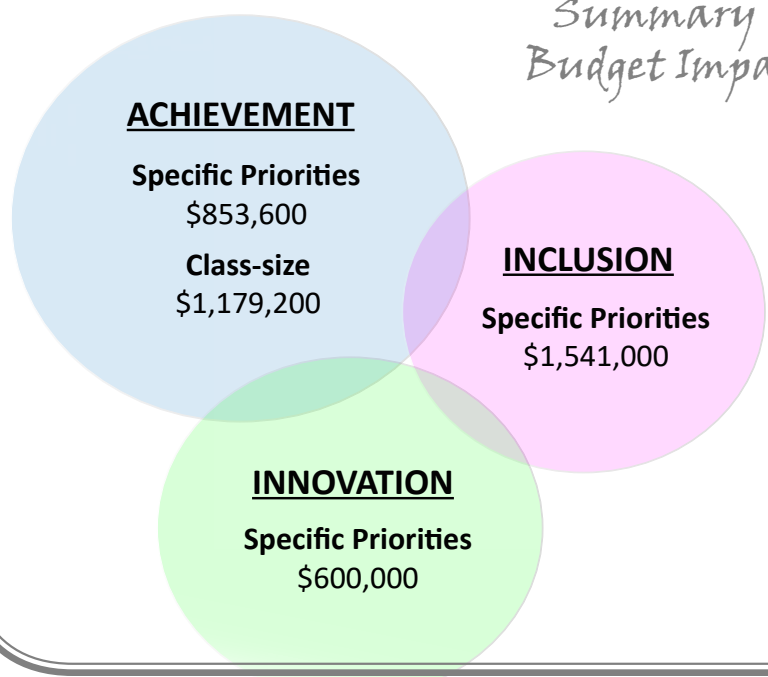 Summary
Budget
ACHIEVEMENT
Specific Priorities
$853,600
Class-size
$1,179,200
INCLUSION
Specific Priorities
$1,541,000
INNOVATION
Specific Priorities
$600,000